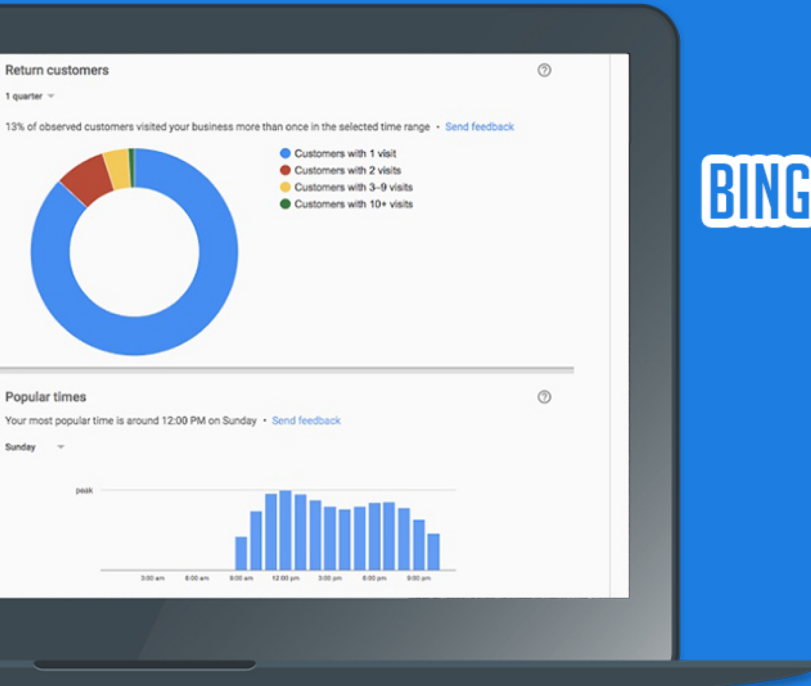 Return customers
1 quarter
13% of observed customers visited your business more than once in the selected time range • Send feedback
Customers with 1 visit
Customers with 2 visits
Customers with 3–9 visits
Customers with 10+ visits
BING
Popular times
Your most popular time is around 12:00 PM on Sunday • Send feedback
Sunday
peak
3:00 am 6:00 am 9:00 am 12:00 pm 3:00 pm 6:00 pm 9:00 pm